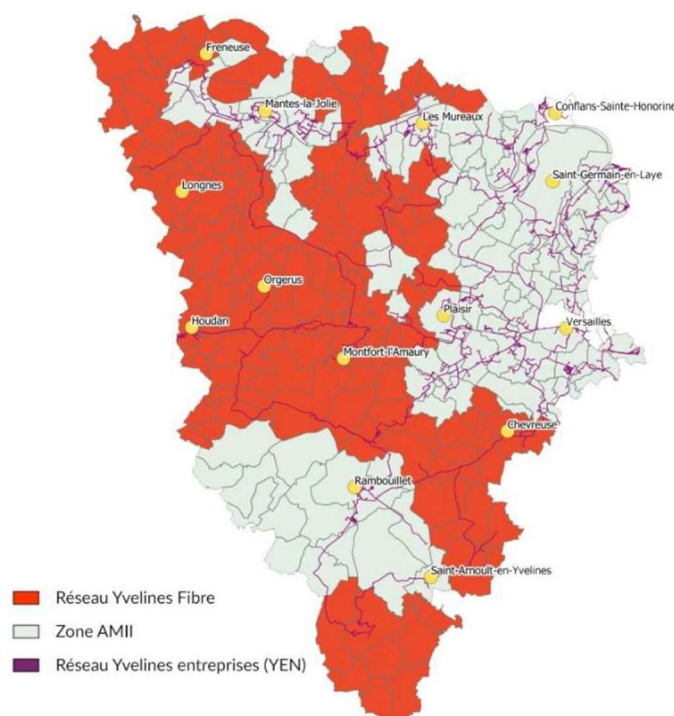 Freneuse
Mantes-la-Jolie
Les Mureaux
Conflans-Sainte-Honorine
Saint-Germain-en-Laye
Longnes
Orgerus
Houdan
Plaisir
Versailles
Montfort-l'Amaury
Chevreuse
Rambouillet
Saint-Arnoult-en-Yvelines
Réseau Yvelines Fibre
Zone AMII
Réseau Yvelines entreprises (YEN)